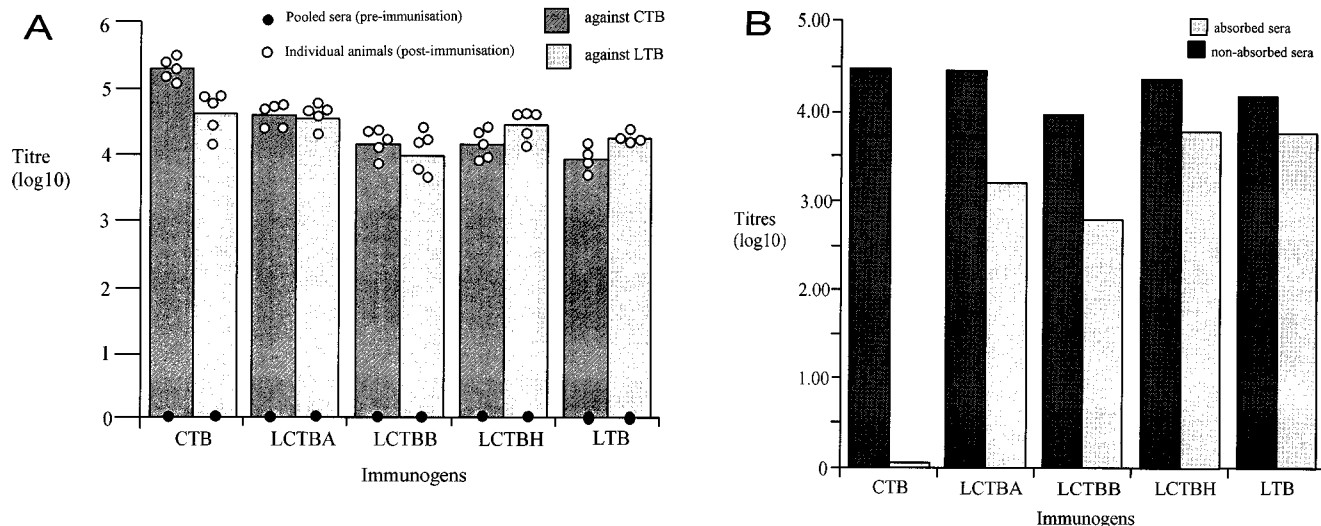 A
Pooled sera (pre-immunisation)
Individual animals (post-immunisation)
against CTB
against LTB
6
5
4
3
2
1
0
Titre
(log10)
CTB LCTBA LCTBB LCTBH LTB
Immunogens
B
absorbed sera
non-absorbed sera
5.00
4.00
3.00
2.00
1.00
0
Titres
(log10)
CTB LCTBA LCTBB LCTBH LTB
Immunogens